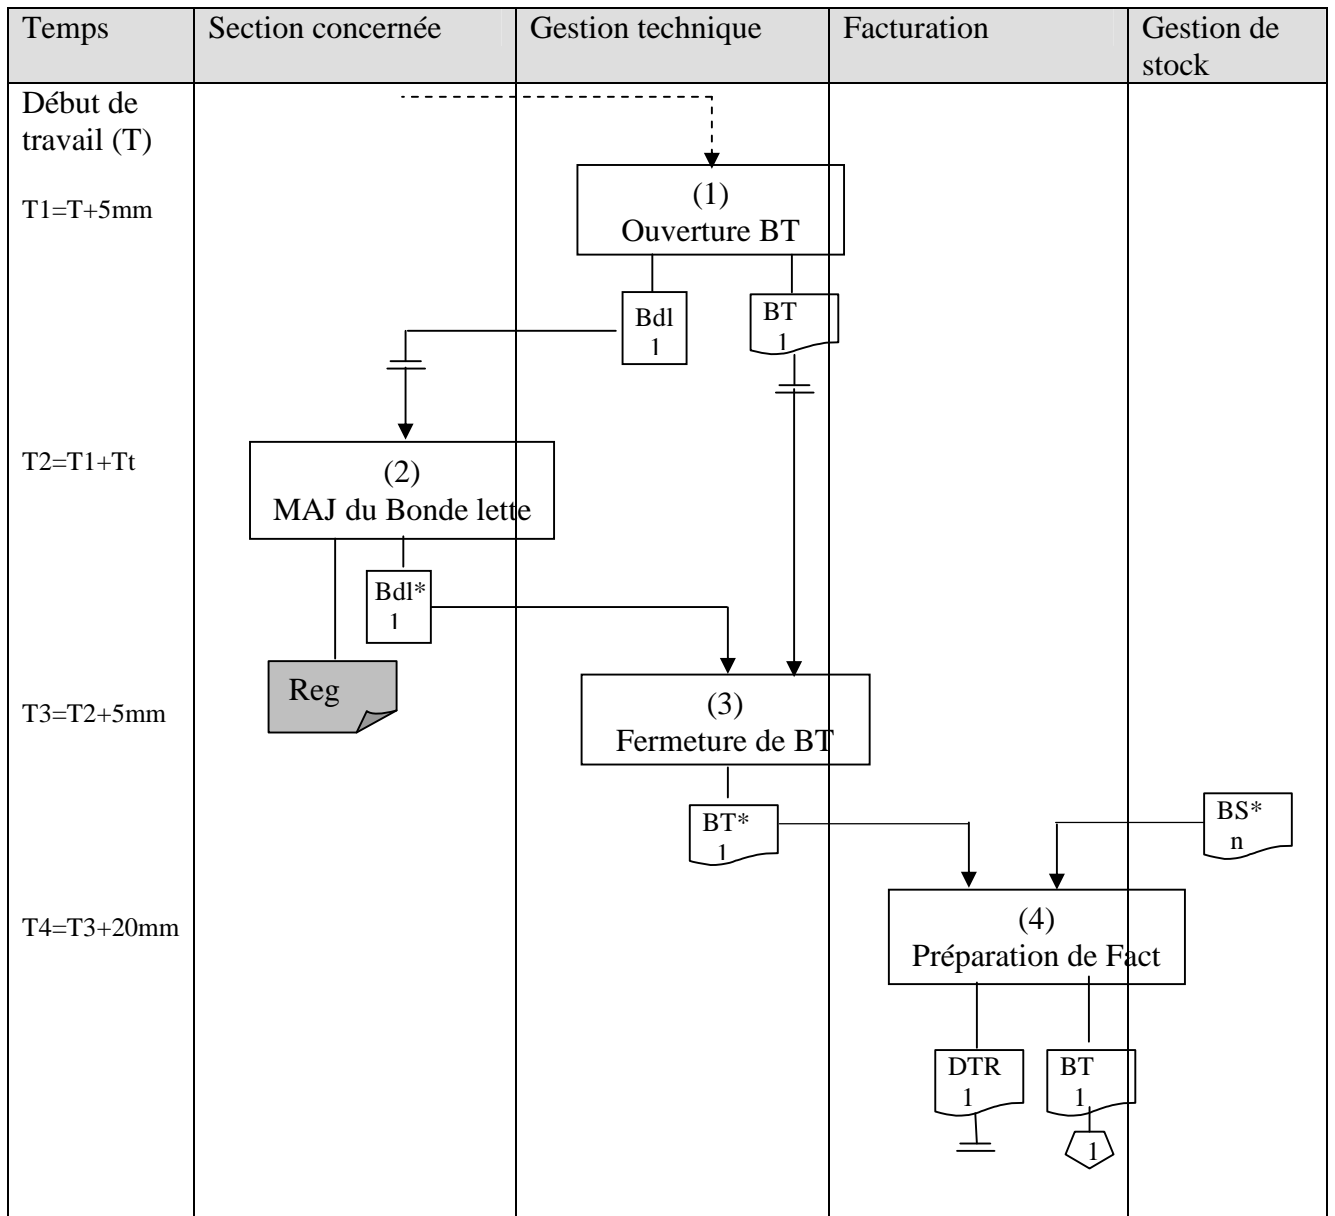 Temps
Section concernée
Gestion technique
Facturation
Gestion de
stock
Début de
travail (T)
(1)
T1=T+5mm
Ouverture BT
Bdl
1
BT
1
T2=T1+Tt
(2)
MAJ du Bonde lette
Bdl*
1
Reg
T3=T2+5mm
(3)
Fermeture de BT
BT*
1
BS*
n
T4=T3+20mm
(4)
Préparation de Fact
DTR
1
BT
1
1